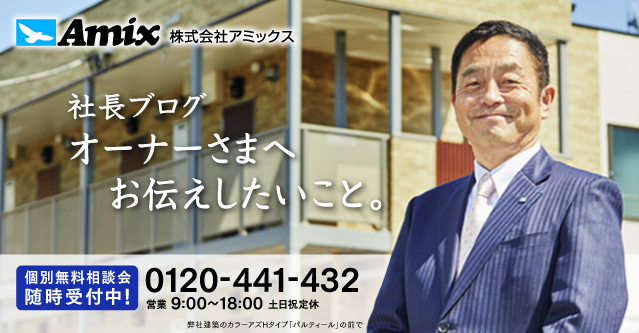 Amix 株式会社アミックス
社長ブログ
オーナーさまへ
お伝えしたいこと。
個別無料相談会
随時受付中!
0120-441-432
営業 9:00〜18:00 土日祝定休
弊社建築のカラーアズHタイプ「パルティール」の前で